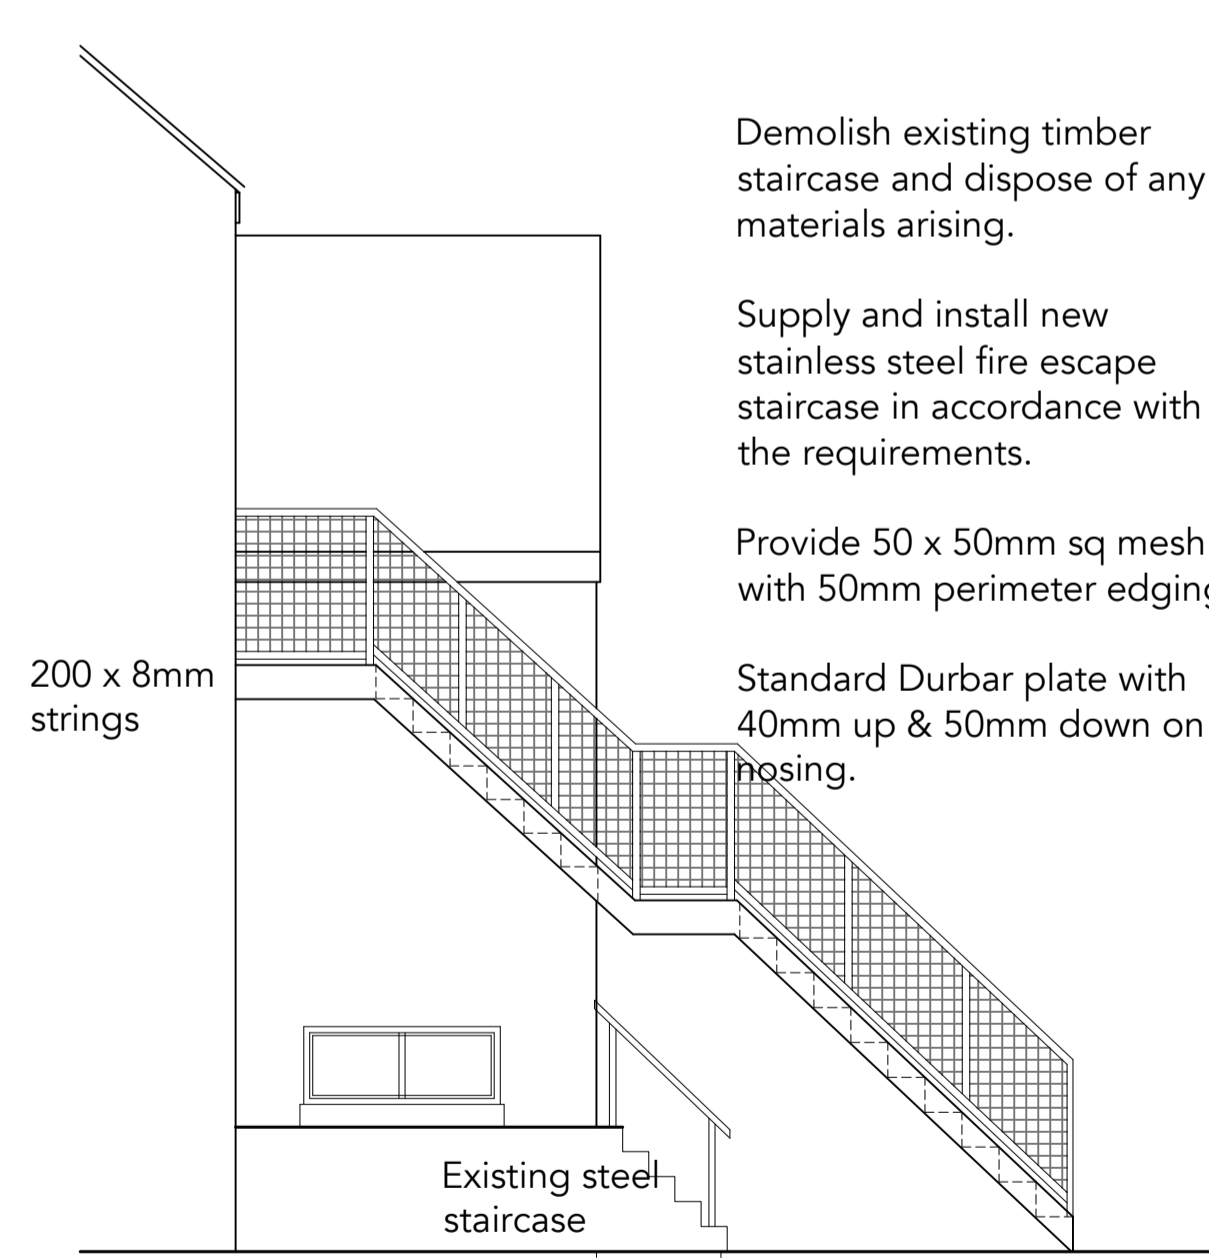 Demolish existing timber
staircase and dispose of any
materials arising.
Supply and install new
stainless steel fire escape
staircase in accordance with
the requirements.
Provide 50 x 50mm sq mesh
with 50mm perimeter edging
Standard Durbar plate with
40mm up & 50mm down on
nosing.
200 x 8mm
strings
Existing steel
staircase